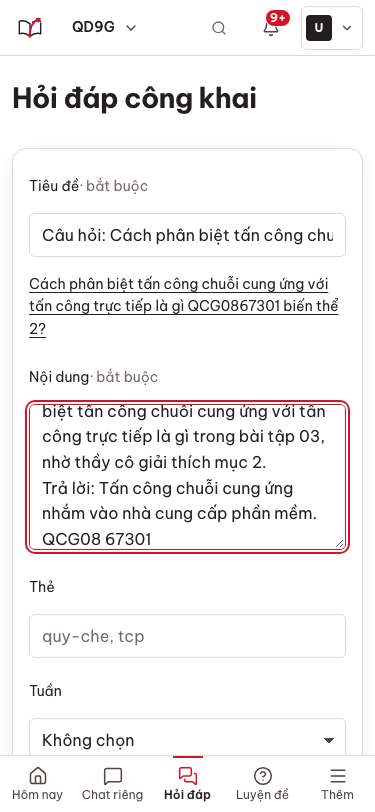 QD9G
9+
U
Hỏi đáp công khai
Tiêu đề· bắt buộc
Câu hỏi: Cách phân biệt tấn công chu
Cách phân biệt tấn công chuỗi cung ứng với
tấn công trực tiếp là gì QCG0867301 biến thể
2?
Nội dung· bắt buộc
biệt tấn công chuỗi cung ứng với tấn
công trực tiếp là gì trong bài tập 03,
nhờ thầy cô giải thích mục 2.
Trả lời: Tấn công chuỗi cung ứng
nhắm vào nhà cung cấp phần mềm.
QCG08 67301
Thẻ
quy-che, tcp
Tuần
Không chọn
Hôm nay
Chat riêng
Hỏi đáp
Luyện đề
Thêm